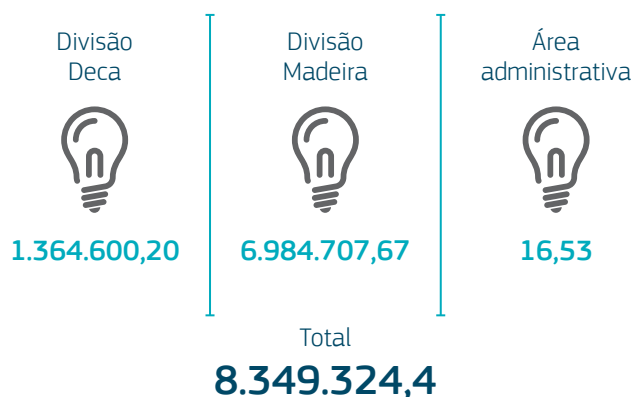 Divisão
Deca
1.364.600,20
Divisão
Madeira
6.984.707,67
Área
administrativa
16,53
Total
8.349.324,4